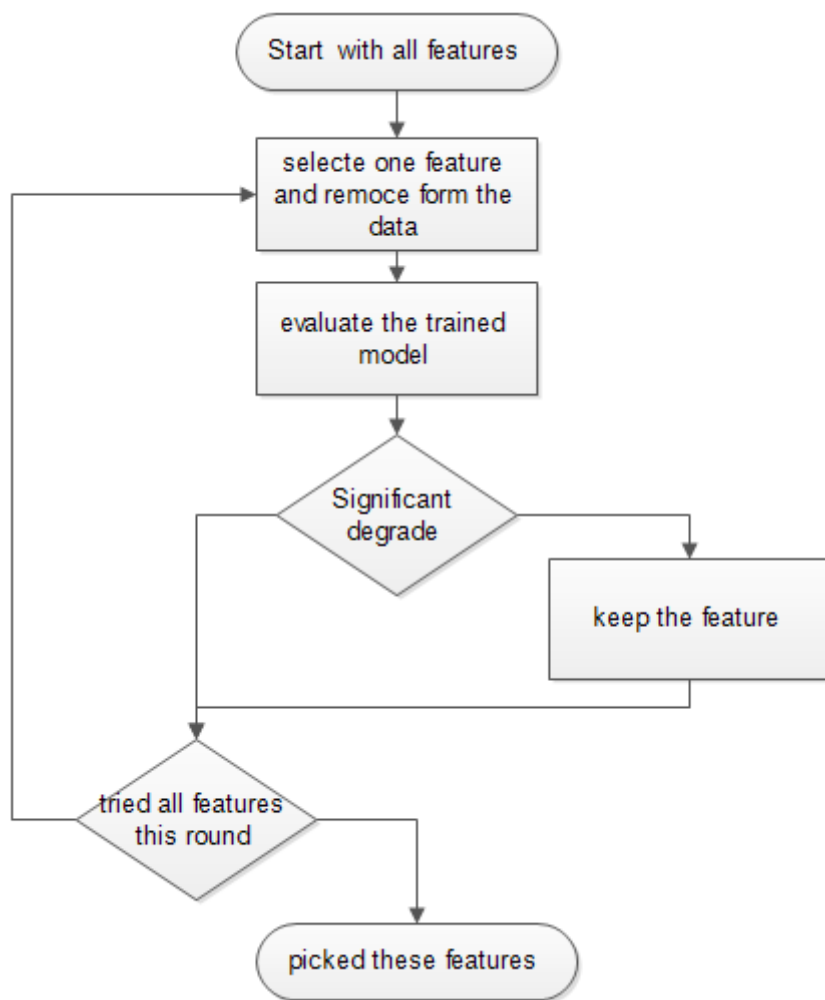 Start with all features
selecte one feature
and remoce form the
data
evaluate the trained
model
Significant
degrade
keep the feature
tried all features
this round
picked these features